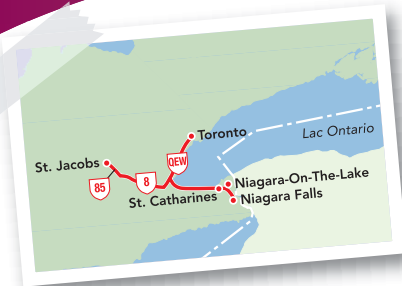 Toronto
Lac Ontario
QEW
St. Jacobs
85
8
Niagara-On-The-Lake
St. Catharines
Niagara Falls